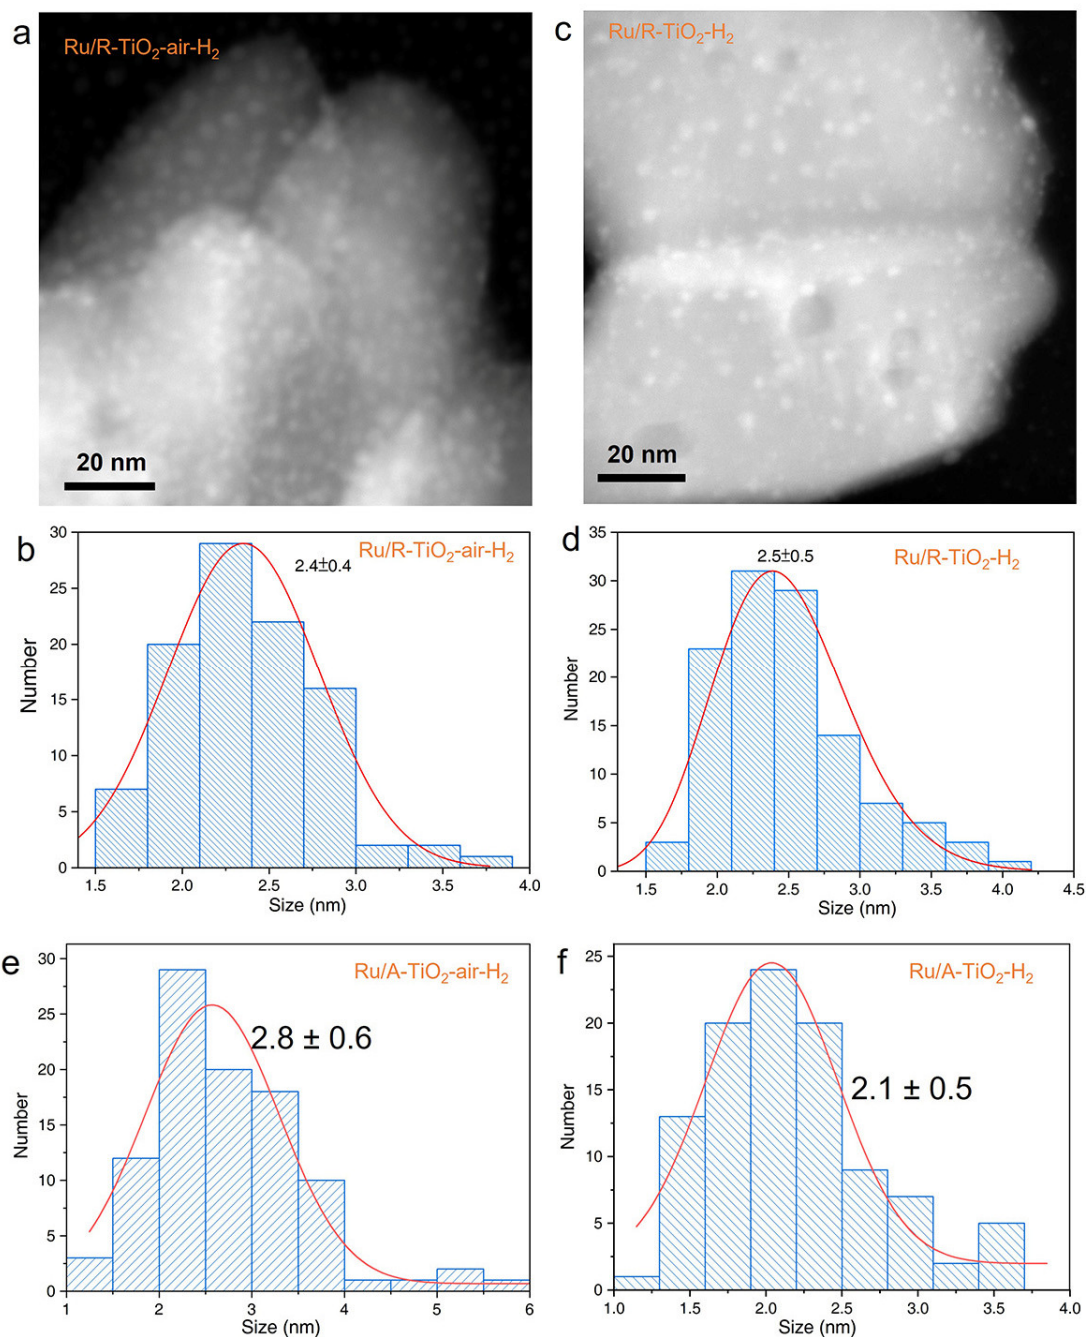 a
Ru/R-TiO₂-air-H₂
20 nm
c
Ru/R-TiO₂-H₂
20 nm
b
Ru/R-TiO₂-air-H₂
2.4±0.4
30
25
20
15
10
5
0
Number
1.5
2.0
2.5
3.0
3.5
4.0
Size (nm)
d
Ru/R-TiO₂-H₂
2.5±0.5
35
30
25
20
15
10
5
0
Number
1.5
2.0
2.5
3.0
3.5
4.0
4.5
Size (nm)
e
Ru/A-TiO₂-air-H₂
2.8 ± 0.6
30
25
20
15
10
5
0
Number
1
2
3
4
5
6
Size (nm)
f
Ru/A-TiO₂-H₂
2.1 ± 0.5
25
20
15
10
5
0
Number
1.0
1.5
2.0
2.5
3.0
3.5
4.0
Size (nm)